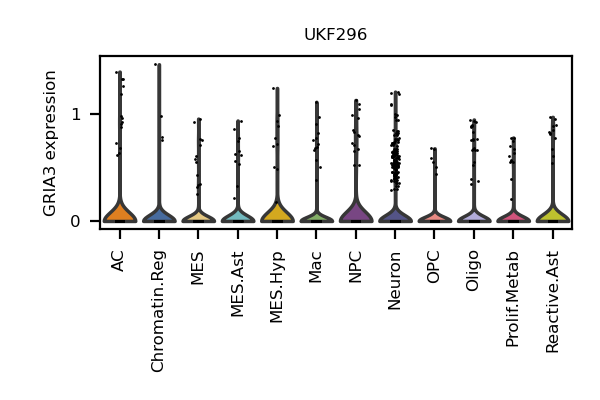 UKF296
GRIA3 expression
1
0
AC
Chromatin.Reg
MES
MES.Ast
MES.Hyp
Mac
NPC
Neuron
OPC
Oligo
Prolif.Metab
Reactive.Ast